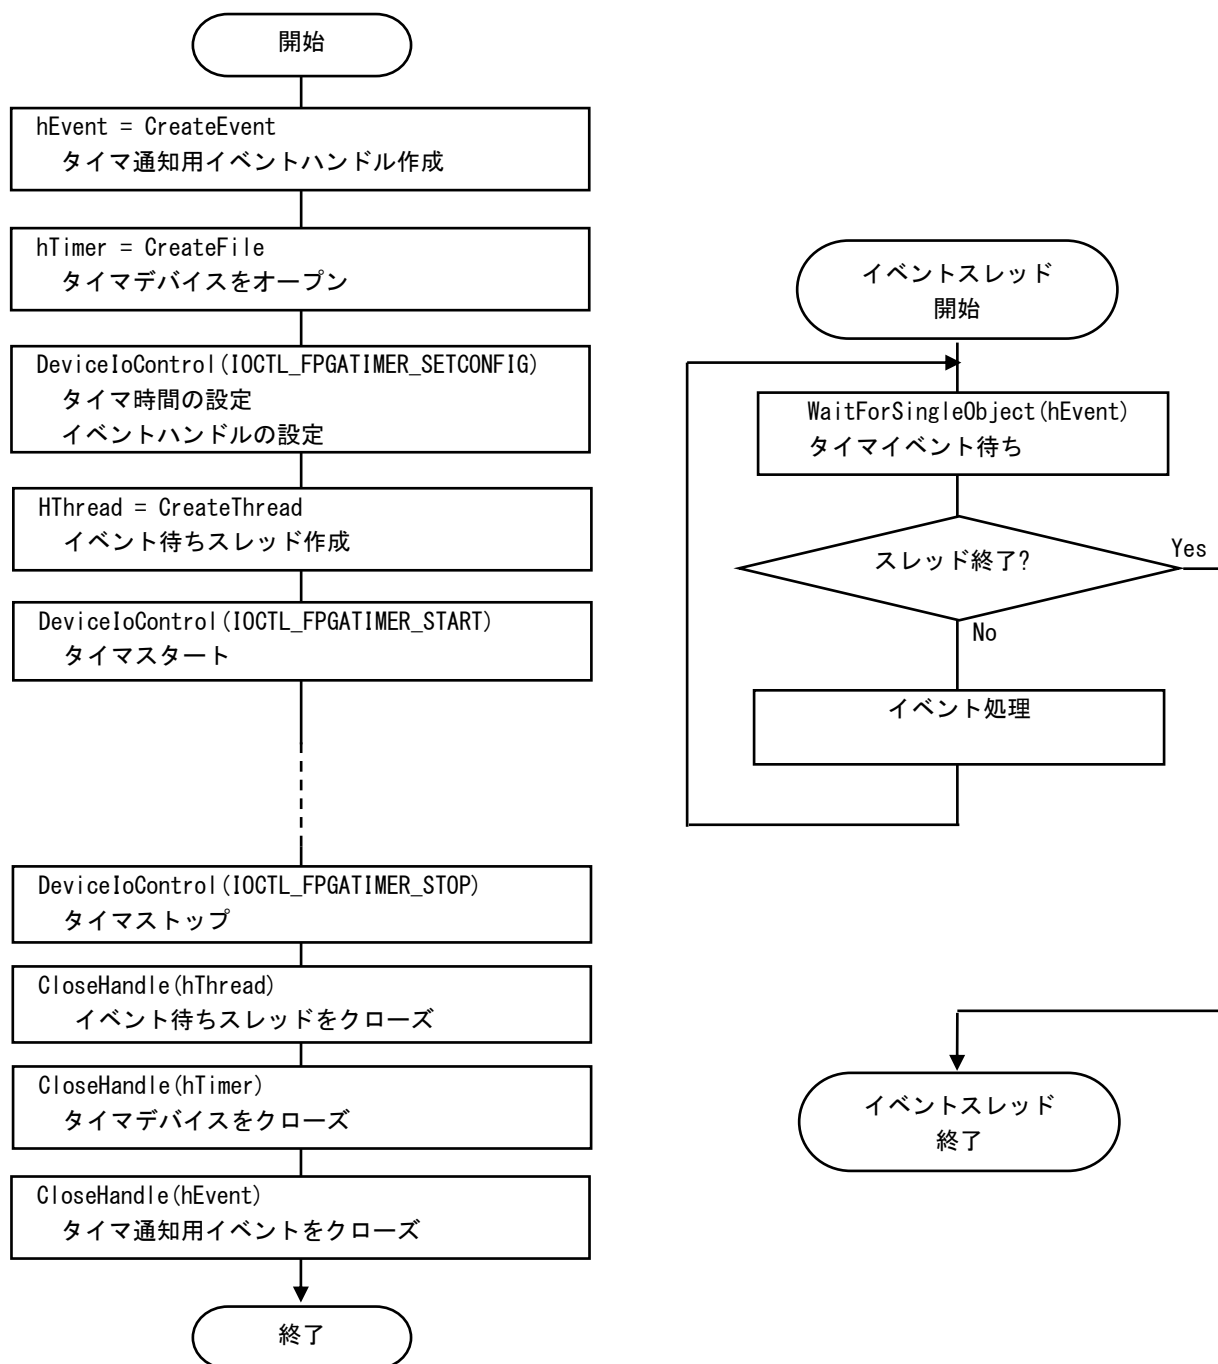 開始
hEvent = CreateEvent
タイマ通知用イベントハンドル作成
hTimer = CreateFile
タイマデバイスをオープン
DeviceIoControl(IOCTL_FPGATIMER_SETCONFIG)
タイマ時間の設定
イベントハンドルの設定
HThread = CreateThread
イベント待ちスレッド作成
DeviceIoControl(IOCTL_FPGATIMER_START)
タイマスタート
DeviceIoControl(IOCTL_FPGATIMER_STOP)
タイマストップ
CloseHandle(hThread)
イベント待ちスレッドをクローズ
CloseHandle(hTimer)
タイマデバイスをクローズ
CloseHandle(hEvent)
タイマ通知用イベントをクローズ
終了
イベントスレッド
開始
WaitForSingleObject(hEvent)
タイマイベント待ち
スレッド終了?
Yes
No
イベント処理
イベントスレッド
終了